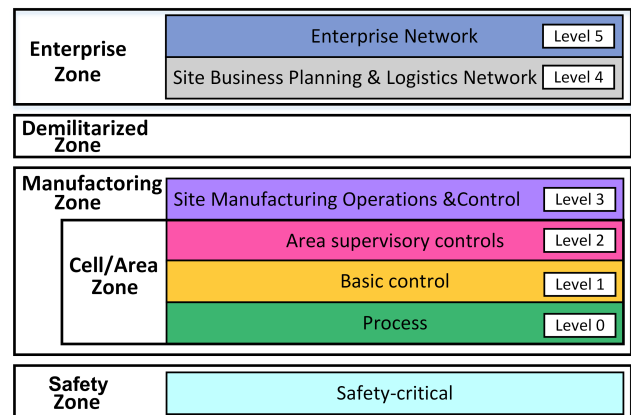 Enterprise
Zone
Enterprise Network
Level 5
Site Business Planning & Logistics Network
Level 4
Demilitarized
Zone
Manufactoring
Zone
Site Manufacturing Operations &Control
Level 3
Cell/Area
Zone
Area supervisory controls
Level 2
Basic control
Level 1
Process
Level 0
Safety
Zone
Safety-critical